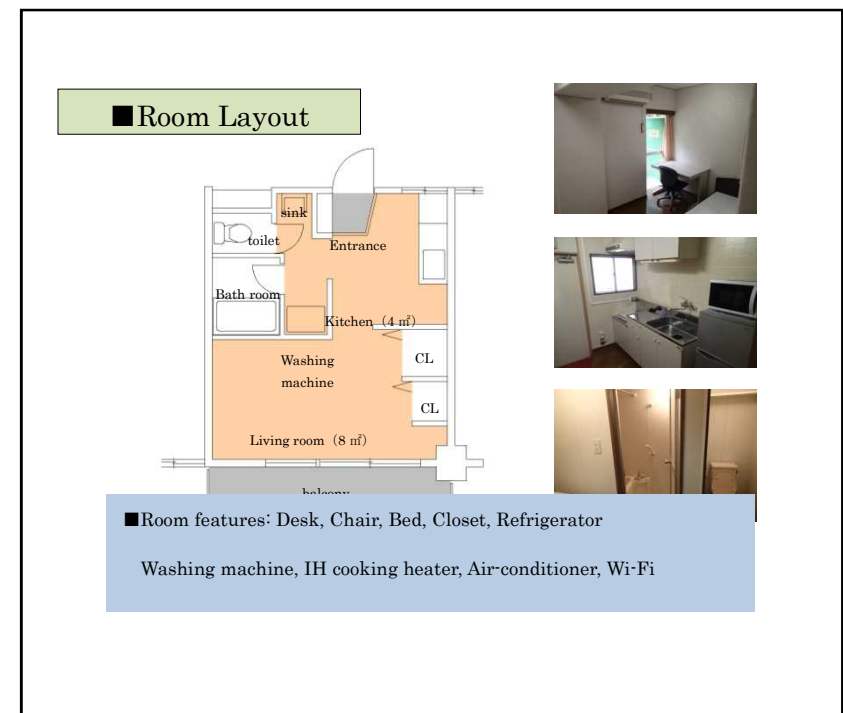 ■Room Layout
sink
toilet
Entrance
Bath room
Kitchen（4 ㎡）
Washing
machine
CL
CL
Living room（8 ㎡）
balcony
■Room features: Desk, Chair, Bed, Closet, Refrigerator
Washing machine, IH cooking heater, Air-conditioner, Wi-Fi